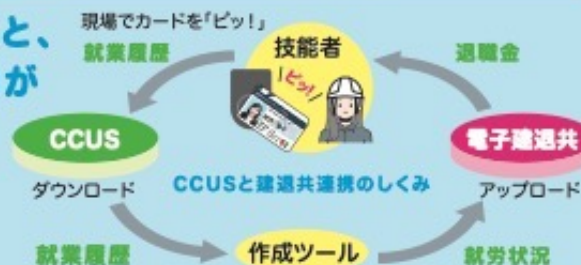 と、
が
現場でカードを「ピッ！」
就業履歴
技能者
ピッ！
退職金
CCUS
電子建退共
ダウンロード
CCUSと建退共連携のしくみ
アップロード
就業履歴
作成ツール
就労状況